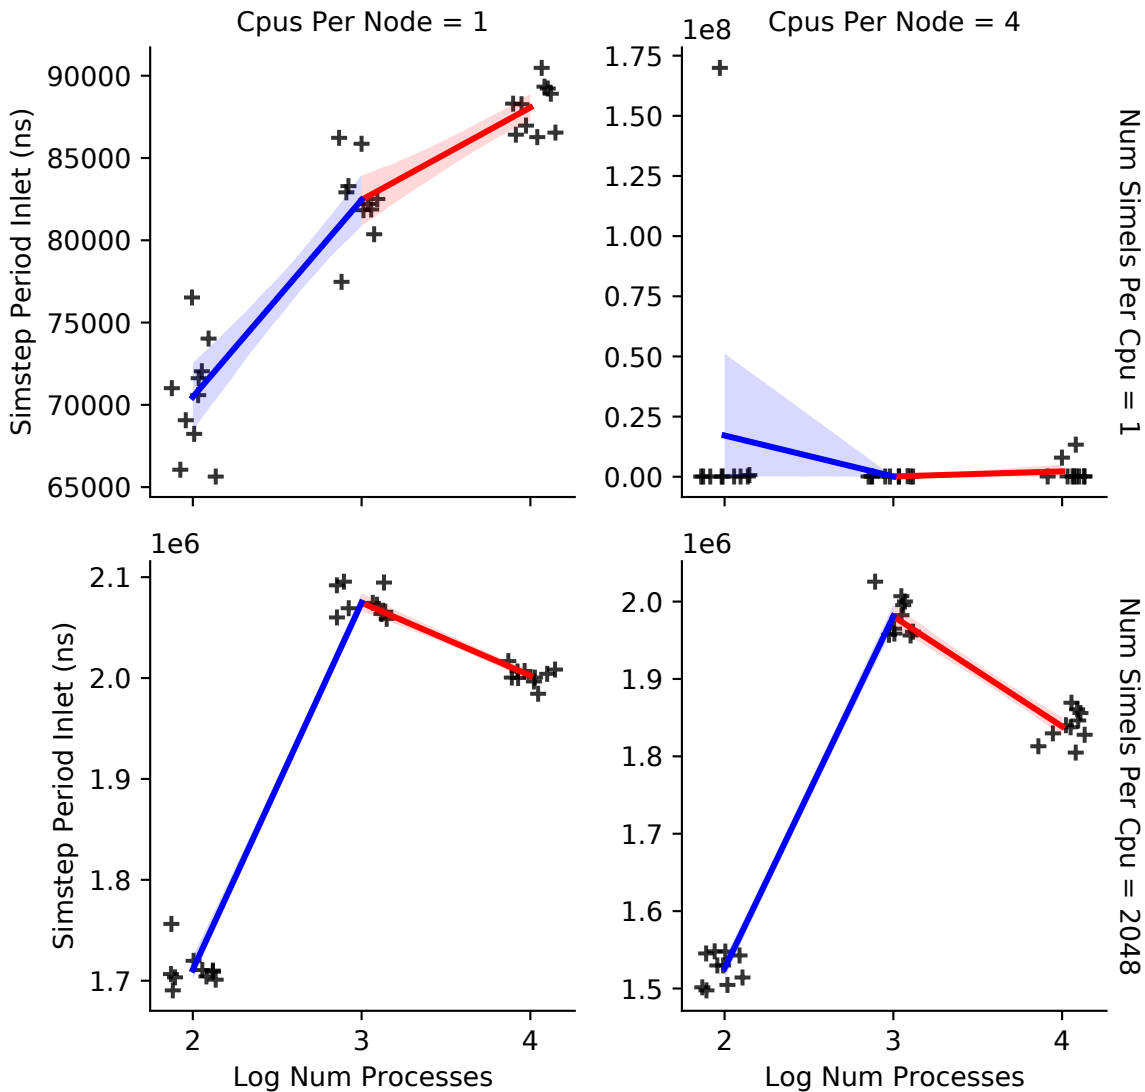 Cpus Per Node = 1
Cpus Per Node = 4
1e8
Simstep Period Inlet (ns)
90000
85000
80000
75000
70000
65000
1.75
1.50
1.25
1.00
0.75
0.50
0.25
0.00
Num Simels Per Cpu = 1
1e6
Simstep Period Inlet (ns)
2.1
2.0
1.9
1.8
1.7
2
3
4
Log Num Processes
1e6
2.0
1.9
1.8
1.7
1.6
1.5
2
3
4
Log Num Processes
Num Simels Per Cpu = 2048